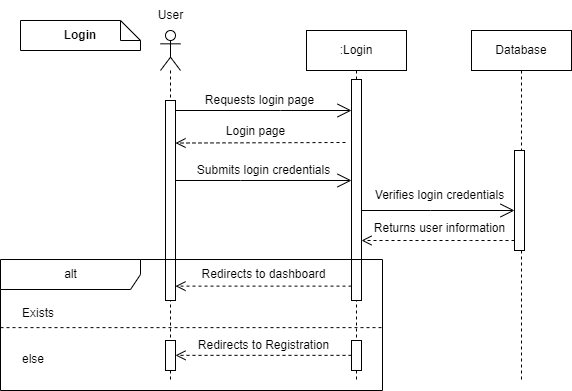 User
Login
:Login
Database
Requests login page
Login page
Submits login credentials
Verifies login credentials
Returns user information
alt
Redirects to dashboard
Exists
Redirects to Registration
else